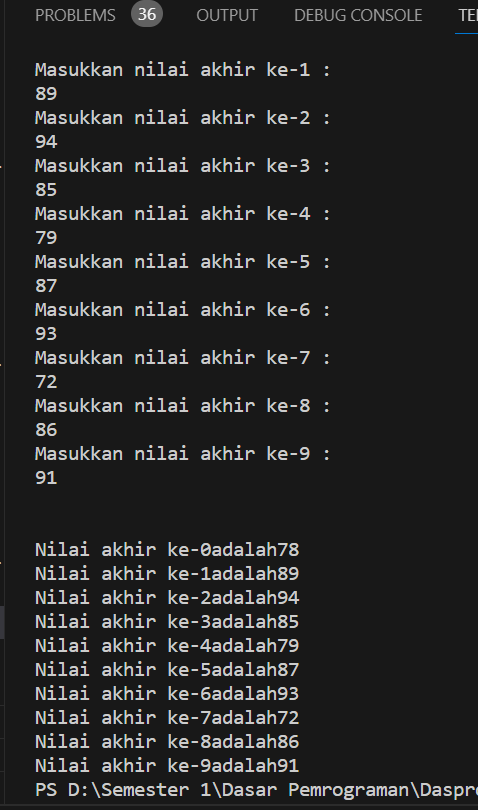 PROBLEMS 36 OUTPUT DEBUG CONSOLE
Masukkan nilai akhir ke-1 :
89
Masukkan nilai akhir ke-2 :
94
Masukkan nilai akhir ke-3 :
85
Masukkan nilai akhir ke-4 :
79
Masukkan nilai akhir ke-5 :
87
Masukkan nilai akhir ke-6 :
93
Masukkan nilai akhir ke-7 :
72
Masukkan nilai akhir ke-8 :
86
Masukkan nilai akhir ke-9 :
91
Nilai akhir ke-0adalah78
Nilai akhir ke-1adalah89
Nilai akhir ke-2adalah94
Nilai akhir ke-3adalah85
Nilai akhir ke-4adalah79
Nilai akhir ke-5adalah87
Nilai akhir ke-6adalah93
Nilai akhir ke-7adalah72
Nilai akhir ke-8adalah86
Nilai akhir ke-9adalah91
PS D:\Semester 1\Dasar Pemrograman\Daspr